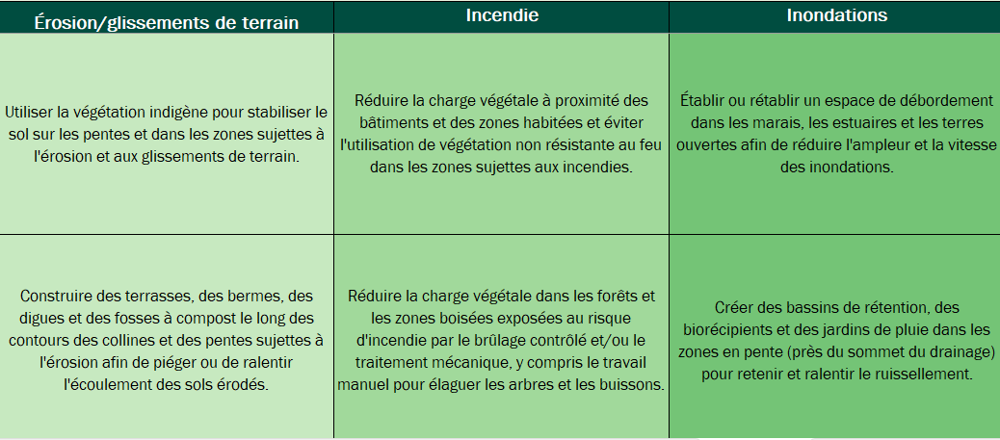 Érosion/glissements de terrain
Incendie
Inondations
Utiliser la végétation indigène pour stabiliser le
sol sur les pentes et dans les zones sujettes à
l'érosion et aux glissements de terrain.
Réduire la charge végétale à proximité des
bâtiments et des zones habitées et éviter
l'utilisation de végétation non résistante au feu
dans les zones sujettes aux incendies.
Établir ou rétablir un espace de débordement
dans les marais, les estuaires et les terres
ouvertes afin de réduire l'ampleur et la vitesse
des inondations.
Construire des terrasses, des bermes, des
digues et des fosses à compost le long des
contours des collines et des pentes sujettes à
l'érosion afin de piéger ou de ralentir
l'écoulement des sols érodés.
Réduire la charge végétale dans les forêts et
les zones boisées exposées au risque
d'incendie par le brûlage contrôlé et/ou le
traitement mécanique, y compris le travail
manuel pour élaguer les arbres et les buissons.
Créer des bassins de rétention, des
biorécipients et des jardins de pluie dans les
zones en pente (près du sommet du drainage)
pour retenir et ralentir le ruissellement.